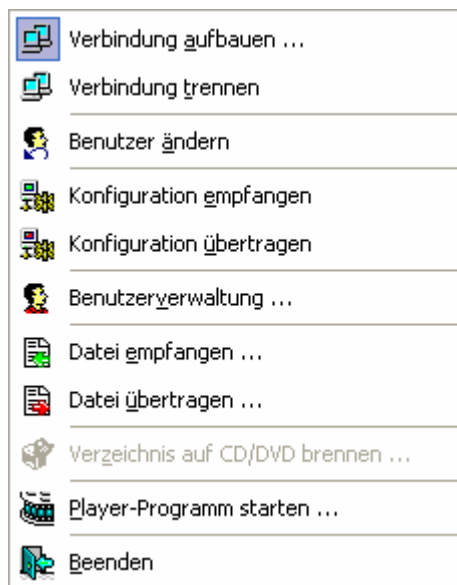 Verbindung aufbauen ...
Verbindung trennen
Benutzer ändern
Konfiguration empfangen
Konfiguration übertragen
Benutzerverwaltung ...
Datei empfangen ...
Datei übertragen ...
Verzeichnis auf CD/DVD brennen ...
Player-Programm starten ...
Beenden